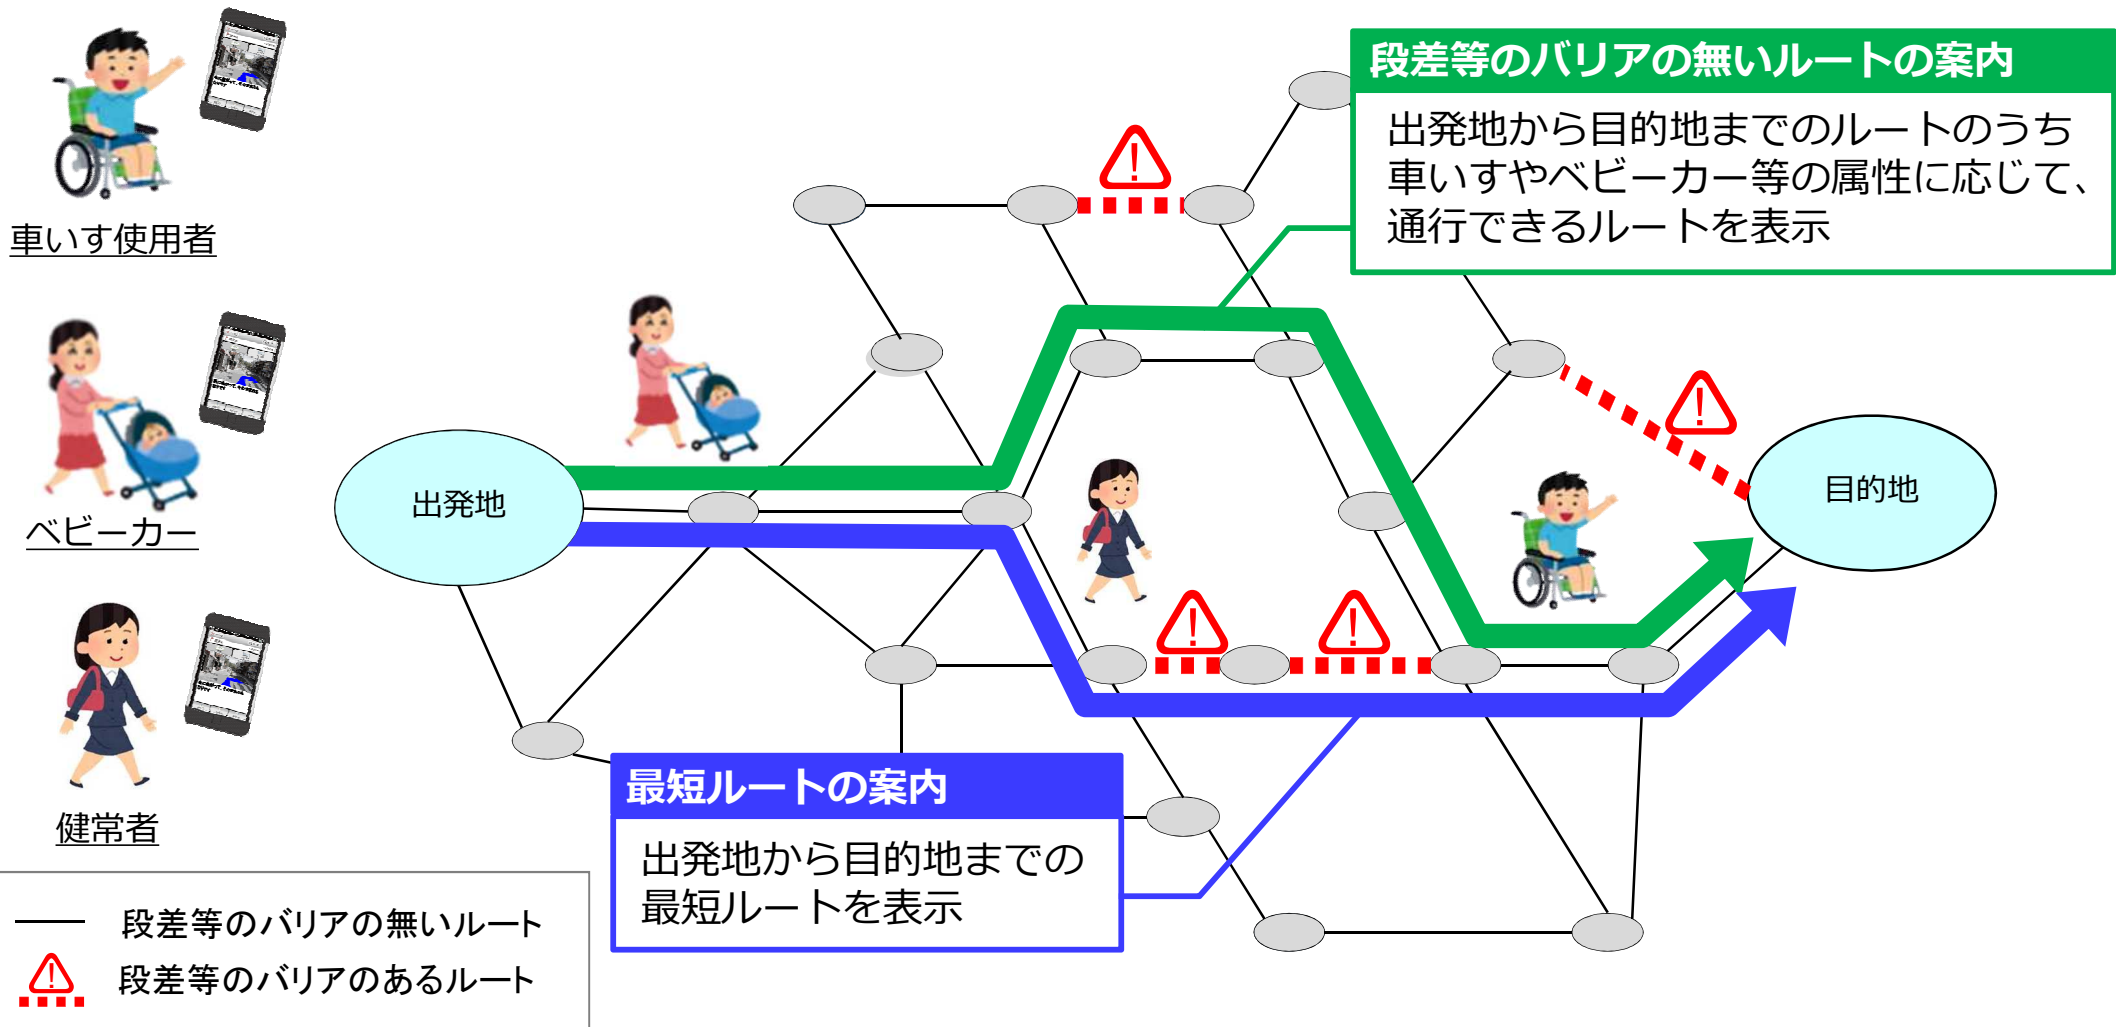 車いす使用者
ベビーカー
健常者
段差等のバリアの無いルートの案内
出発地から目的地までのルートのうち
車いすやベビーカー等の属性に応じて、
通行できるルートを表示
出発地
目的地
最短ルートの案内
出発地から目的地までの
最短ルートを表示
段差等のバリアの無いルート
段差等のバリアのあるルート